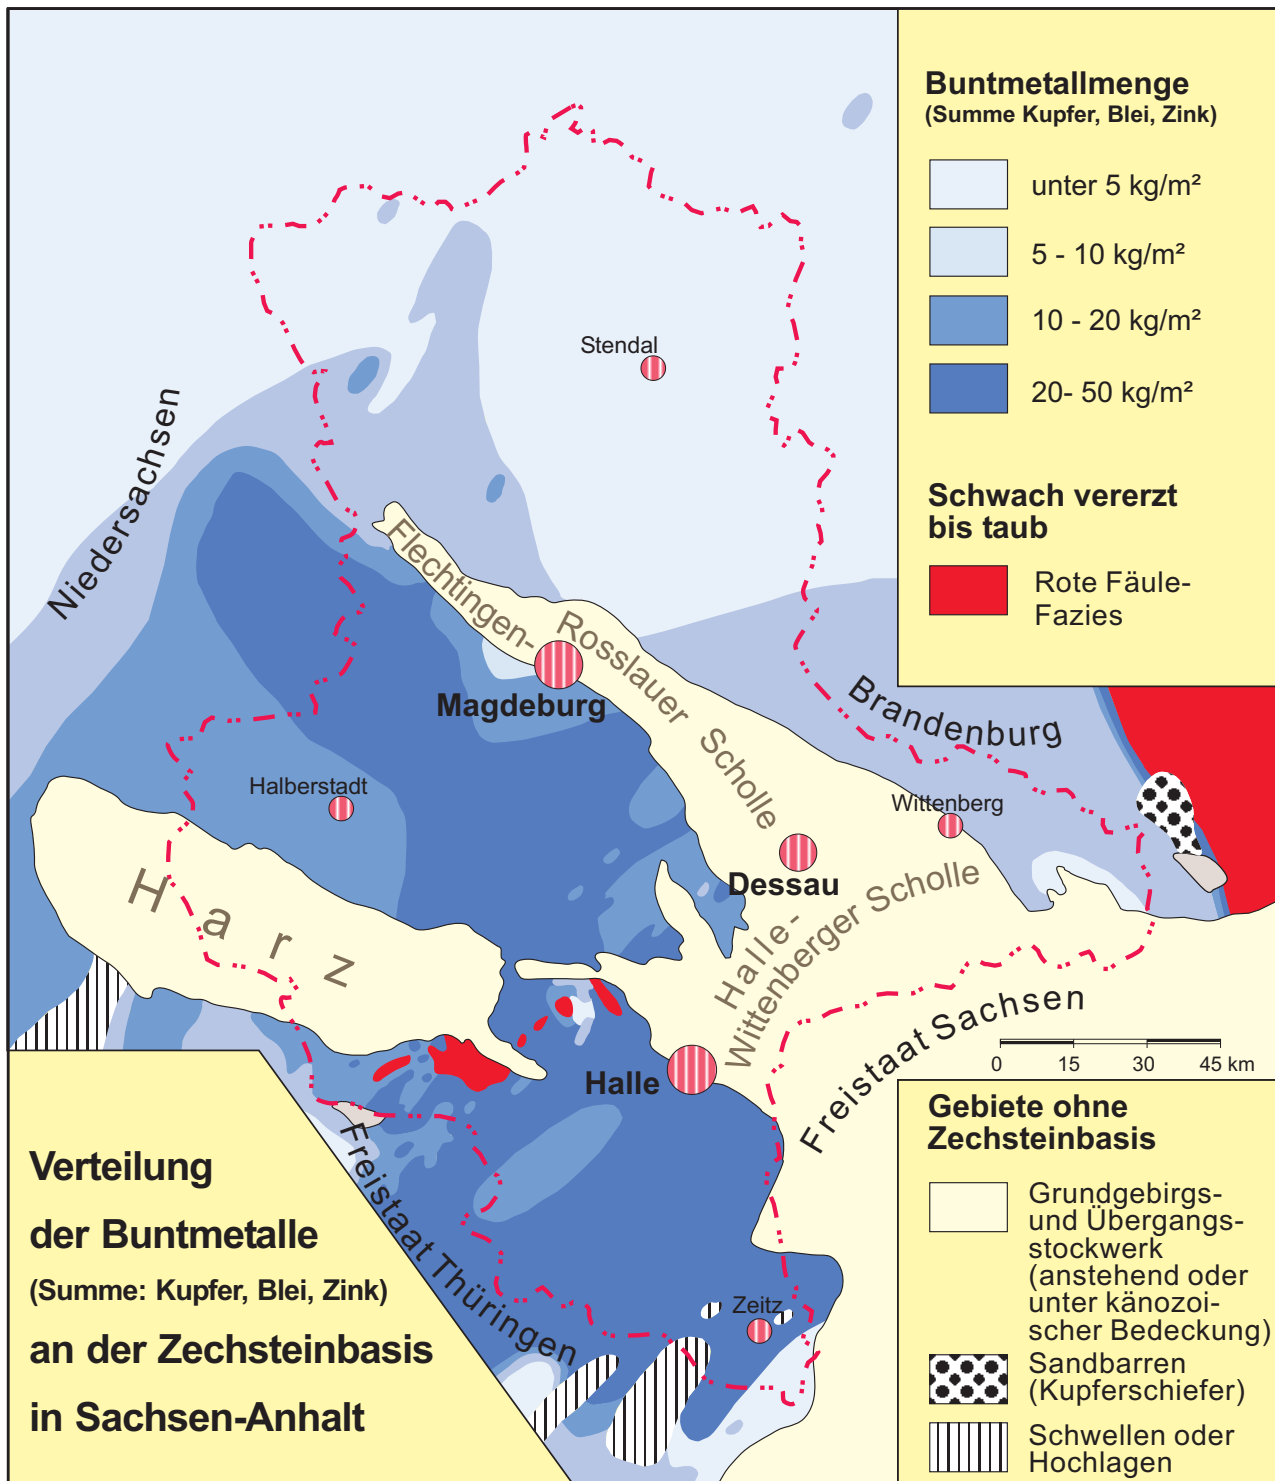 Buntmetallmenge
(Summe Kupfer, Blei, Zink)
unter 5 kg/m²
5 - 10 kg/m²
10 - 20 kg/m²
20- 50 kg/m²
Schwach vererzt
bis taub
Rote Fäule-
Fazies
Stendal
Niedersachsen
Flechtingen-
Rosslauer Scholle
Magdeburg
Brandenburg
Halberstadt
Wittenberg
Dessau
Harz
Halle-
Wittenberger Scholle
Freistaat Sachsen
0 15 30 45 km
Halle
Freistaat Thüringen
Zeitz
Verteilung
der Buntmetalle
(Summe: Kupfer, Blei, Zink)
an der Zechsteinbasis
in Sachsen-Anhalt
Gebiete ohne
Zechsteinbasis
Grundgebirgs-
und Übergangs-
stockwerk
(anstehend oder
unter känozoi-
scher Bedeckung)
Sandbarren
(Kupferschiefer)
Schwellen oder
Hochlagen